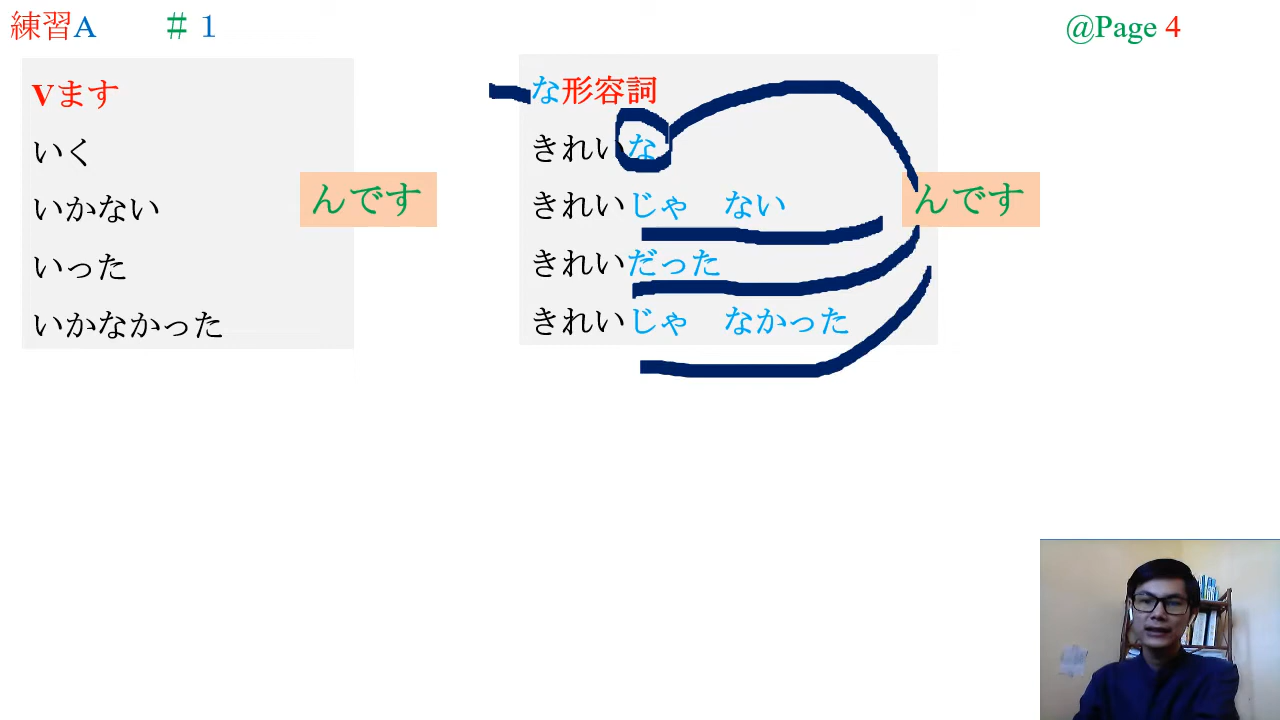 練習A #1
@Page 4
Vます
いく
いかない
いった
いかなかった
んです
な形容詞
きれいな
きれいじゃ ない
きれいだった
きれいじゃ なかった
んです